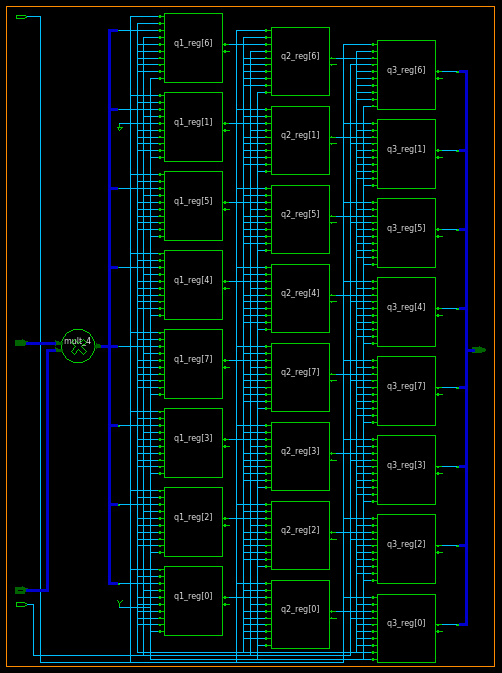 q1_reg[6]
q2_reg[6]
q3_reg[6]
q1_reg[1]
q2_reg[1]
q3_reg[1]
q1_reg[5]
q2_reg[5]
q3_reg[5]
q1_reg[4]
q2_reg[4]
q3_reg[4]
mplt_4
q1_reg[7]
q2_reg[7]
q3_reg[7]
q1_reg[3]
q2_reg[3]
q3_reg[3]
q1_reg[2]
q2_reg[2]
q3_reg[2]
q1_reg[0]
q2_reg[0]
q3_reg[0]